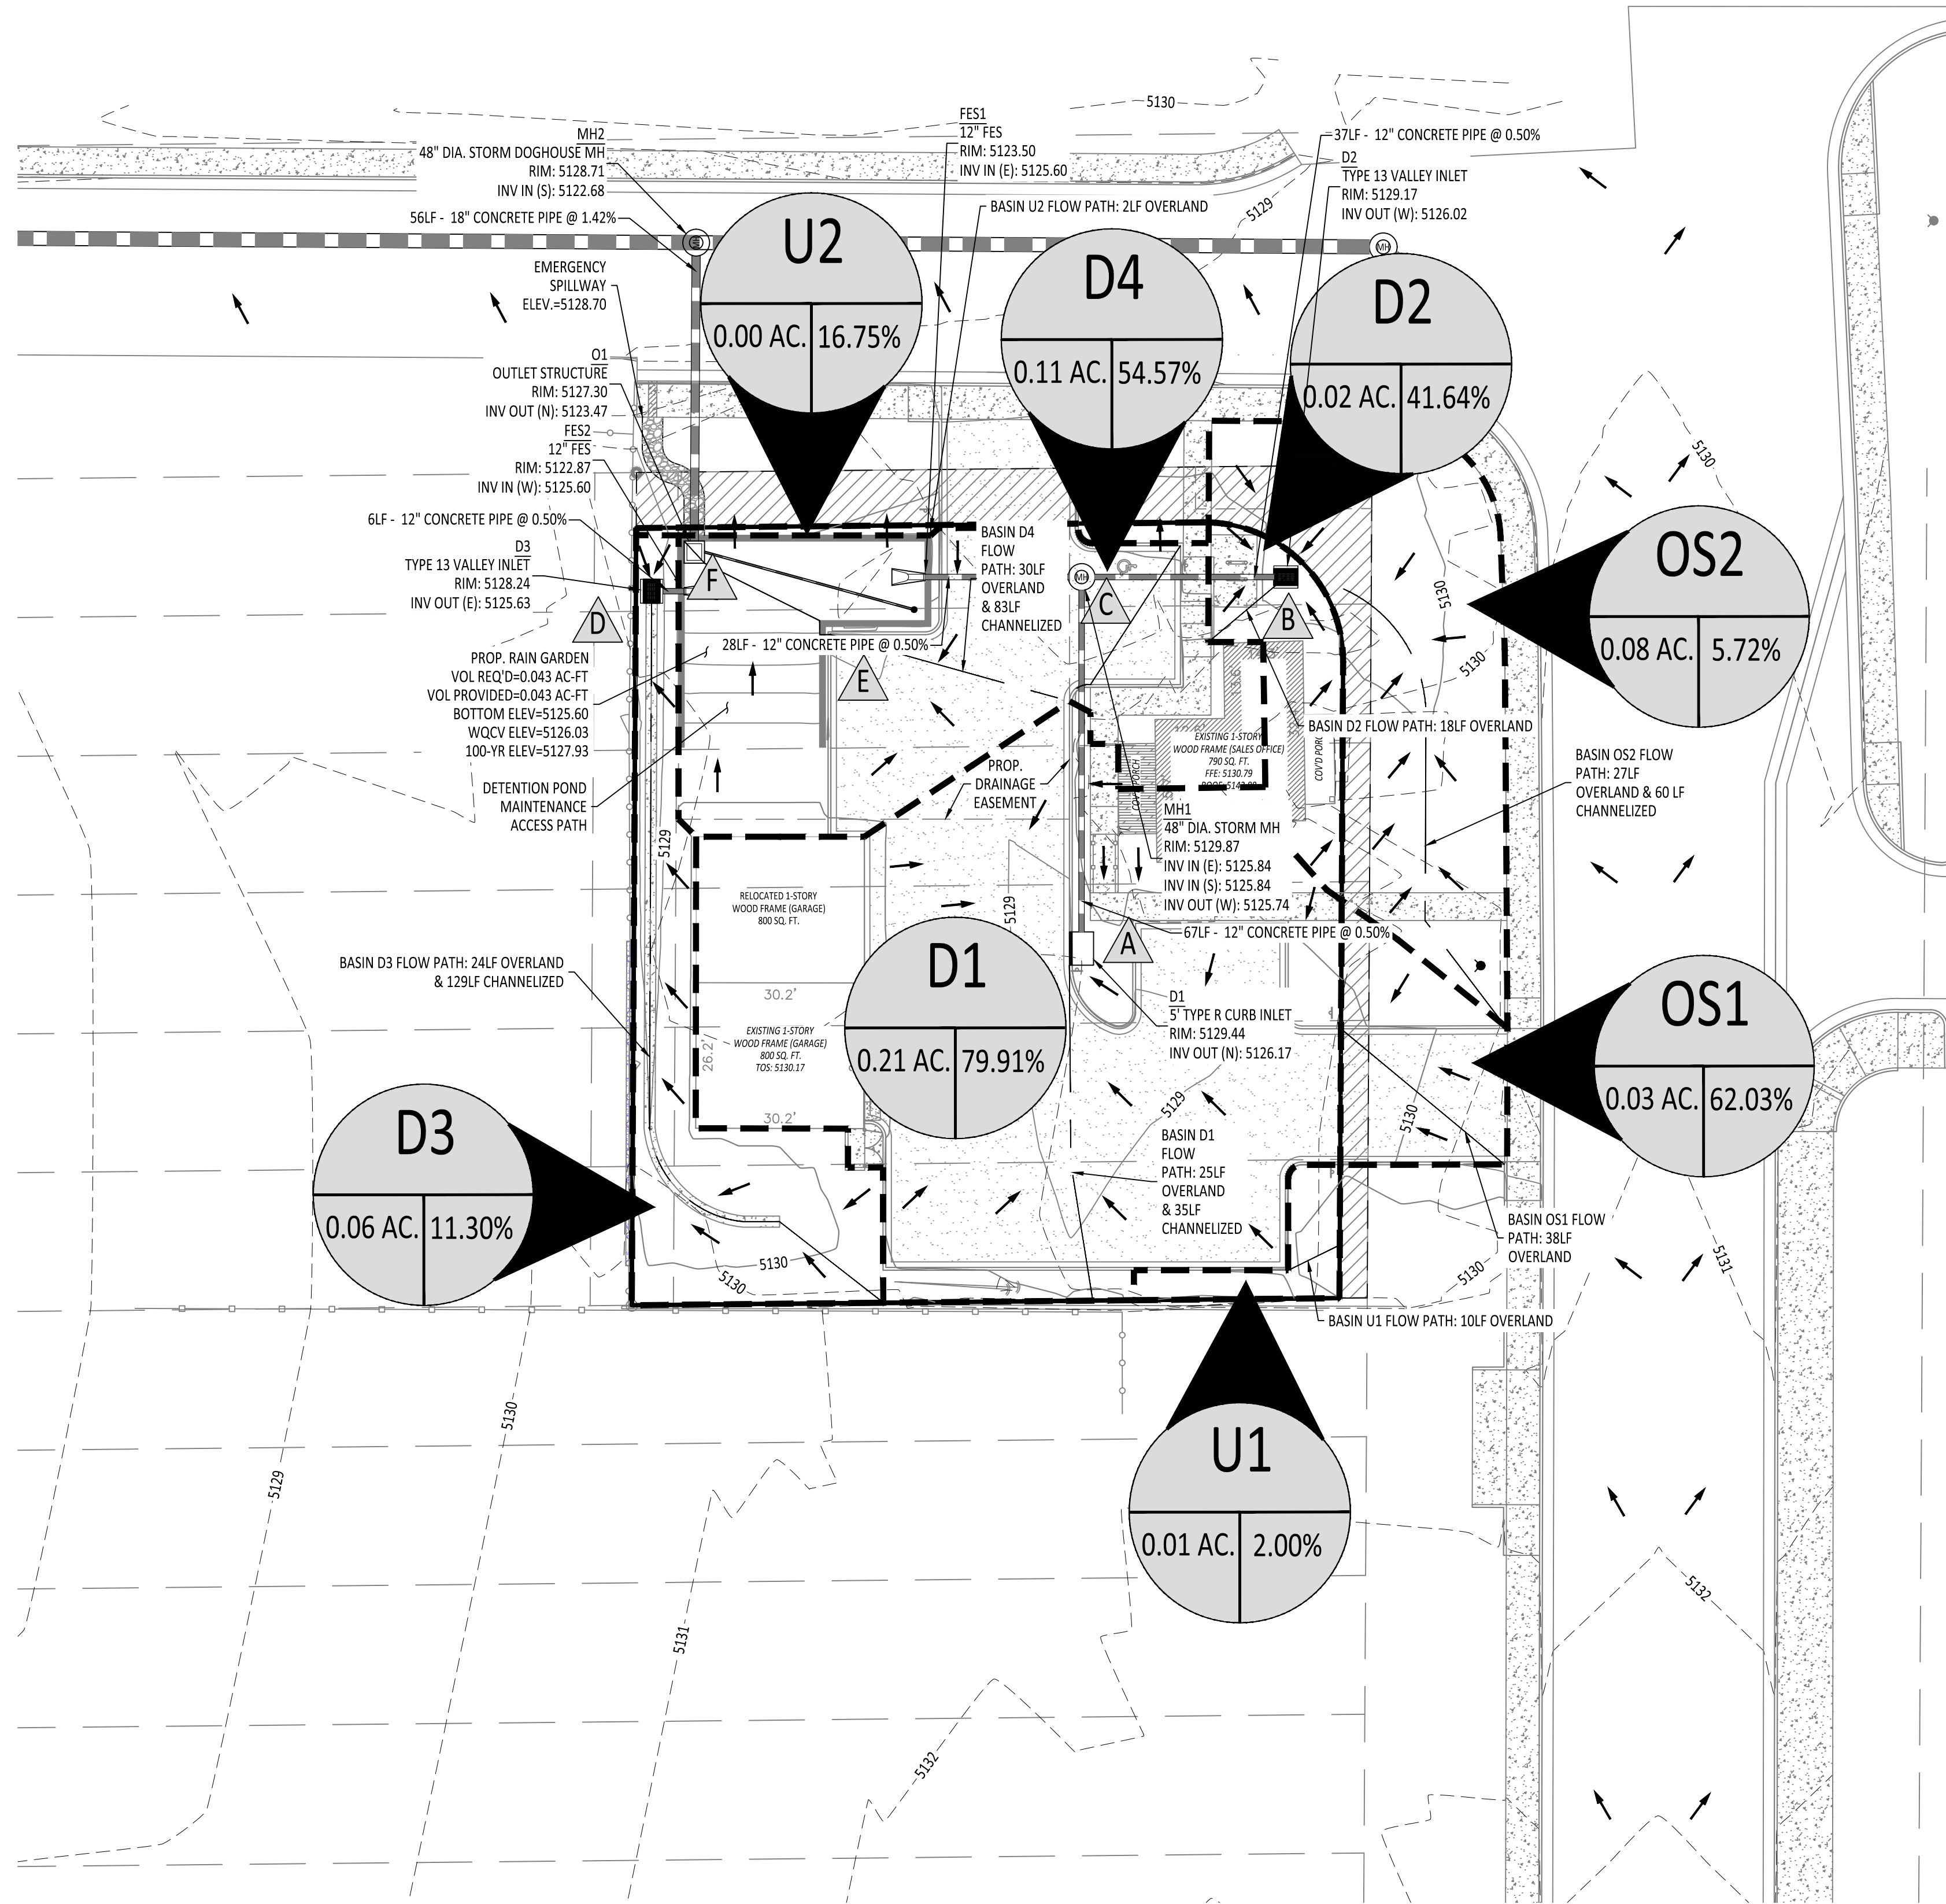 5130
FES1
12" FES
RIM: 5123.50
INV IN (E): 5125.60
37LF - 12" CONCRETE PIPE @ 0.50%
MH2
48" DIA. STORM DOGHOUSE MH
RIM: 5128.71
INV IN (S): 5122.68
D2
TYPE 13 VALLEY INLET
RIM: 5129.17
INV OUT (W): 5126.02
56LF - 18" CONCRETE PIPE @ 1.42%
BASIN U2 FLOW PATH: 2LF OVERLAND
5129
MH
U2
0.00 AC.
16.75%
D4
0.11 AC.
54.57%
D2
0.02 AC.
41.64%
EMERGENCY
SPILLWAY
ELEV.=5128.70
O1
OUTLET STRUCTURE
RIM: 5127.30
INV OUT (N): 5123.47
FES2
12" FES
RIM: 5122.87
INV IN (W): 5125.60
6LF - 12" CONCRETE PIPE @ 0.50%
D3
TYPE 13 VALLEY INLET
RIM: 5128.24
INV OUT (E): 5125.63
BASIN D4
FLOW
PATH: 30LF
OVERLAND
& 83LF
CHANNELIZED
MH
F
D
C
B
E
5130
5130
5130
OS2
0.08 AC.
5.72%
28LF - 12" CONCRETE PIPE @ 0.50%
PROP. RAIN GARDEN
VOL REQ'D=0.043 AC-FT
VOL PROVIDED=0.043 AC-FT
BOTTOM ELEV=5125.60
WQCV ELEV=5126.03
100-YR ELEV=5127.93
DETENTION POND
MAINTENANCE
ACCESS PATH
BASIN D2 FLOW PATH: 18LF OVERLAND
EXISTING 1-STORY
WOOD FRAME (SALES OFFICE)
790 SQ. FT.
FFE: 5130.79
COV'D PORCH
PROP.
DRAINAGE
EASEMENT
BASIN OS2 FLOW
PATH: 27LF
OVERLAND & 60 LF
CHANNELIZED
MH1
48" DIA. STORM MH
RIM: 5129.87
INV IN (E): 5125.84
INV IN (S): 5125.84
INV OUT (W): 5125.74
5129
5129
RELOCATED 1-STORY
WOOD FRAME (GARAGE)
800 SQ. FT.
67LF - 12" CONCRETE PIPE @ 0.50%
A
D1
0.21 AC.
79.91%
BASIN D3 FLOW PATH: 24LF OVERLAND
& 129LF CHANNELIZED
30.2'
D1
5' TYPE R CURB INLET
RIM: 5129.44
INV OUT (N): 5126.17
EXISTING 1-STORY
WOOD FRAME (GARAGE)
800 SQ. FT.
TOS: 5130.17
26.2'
30.2'
OS1
0.03 AC.
62.03%
5129
5130
BASIN D1
FLOW
PATH: 25LF
OVERLAND
& 35LF
CHANNELIZED
D3
0.06 AC.
11.30%
BASIN OS1 FLOW
PATH: 38LF
OVERLAND
5130
5130
5130
5131
BASIN U1 FLOW PATH: 10LF OVERLAND
U1
0.01 AC.
2.00%
5130
5129
5131
5132
5132